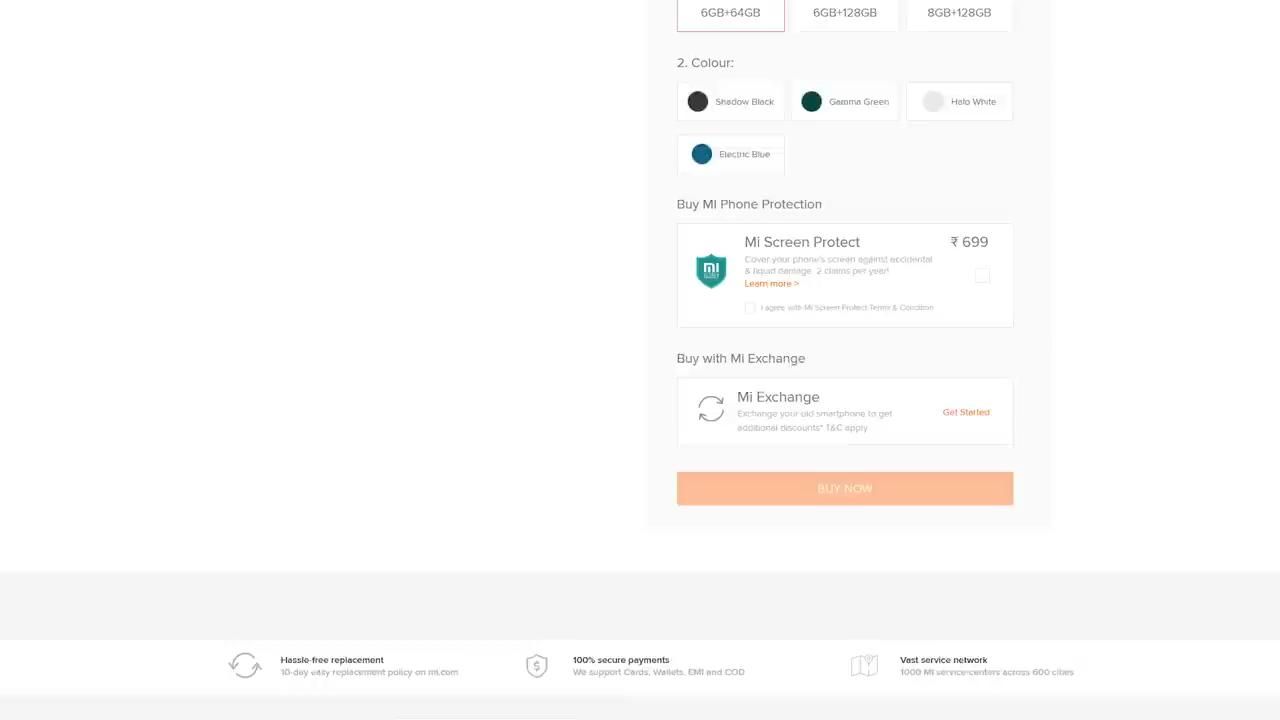 6GB+64GB 6GB+128GB 8GB+128GB
2. Colour:
Shadow Black Gamma Green Halo White
Electric Blue
Buy MI Phone Protection
Mi Screen Protect ₹ 699
Cover your phone's screen against accidental
& liquid damage. 2 claims per year!
Learn more >
I agree with Mi Screen Protect Terms & Condition
Buy with Mi Exchange
Mi Exchange
Exchange your old smartphone to get
additional discounts* T&C apply
Get Started
BUY NOW
Hassle-free replacement
10-day easy replacement policy on mi.com
100% secure payments
We support Cards, Wallets, EMI and COD
Vast service network
1000 Mi service-centers across 600 cities